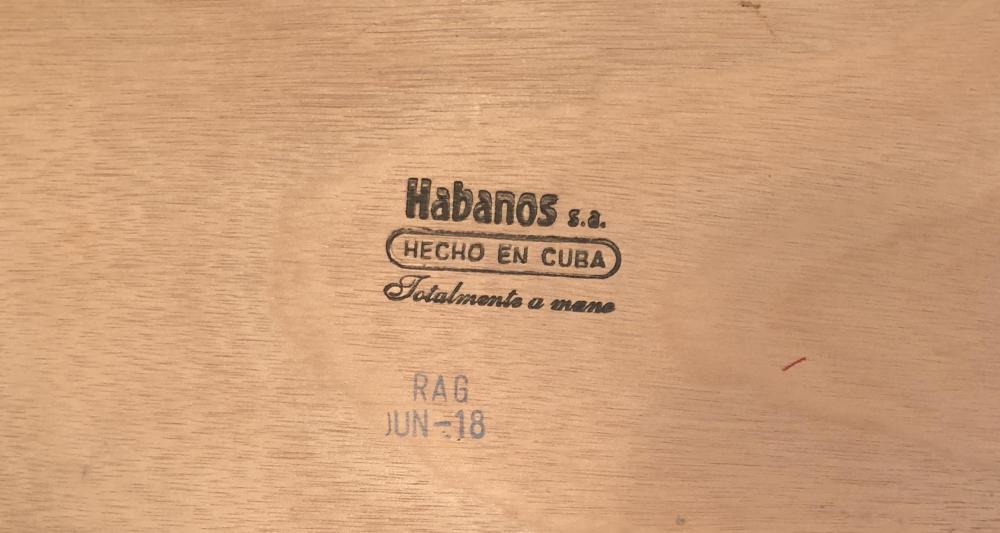 Habanos s.a.
HECHO EN CUBA
Totalmente a mano
RAG
JUN-18